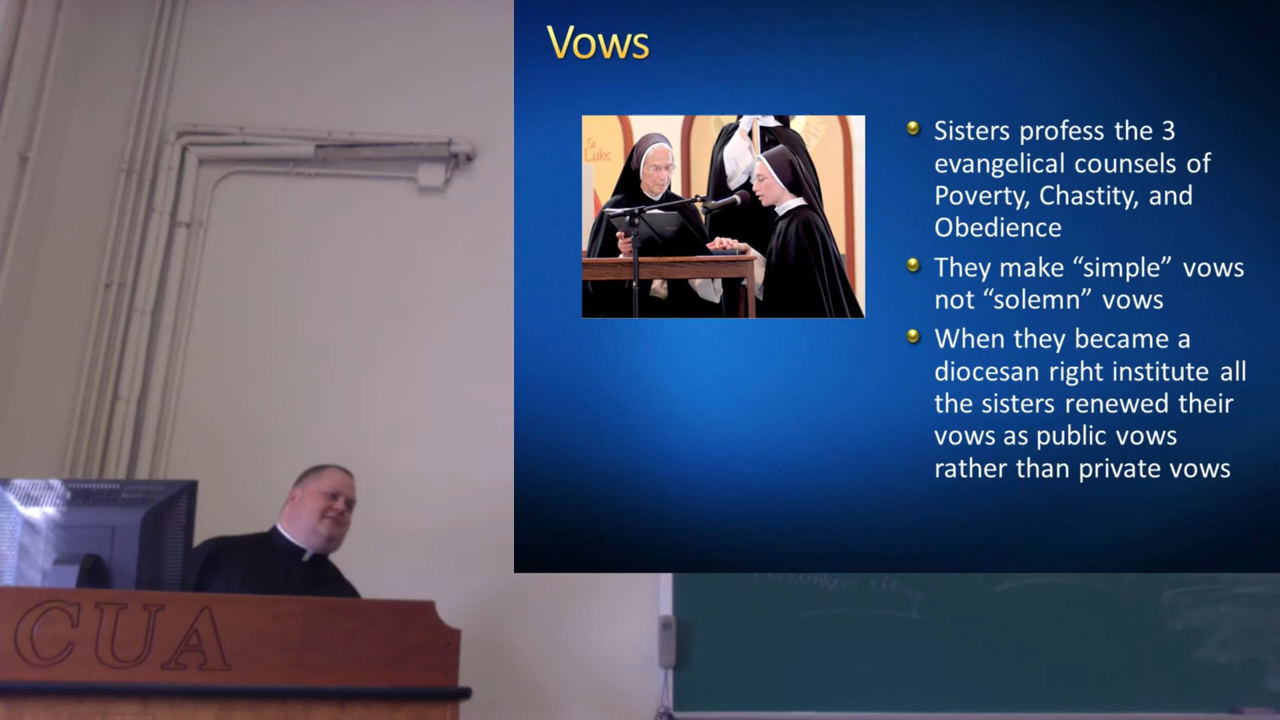 Vows
Sisters profess the 3
evangelical counsels of
Poverty, Chastity, and
Obedience
They make “simple” vows
not “solemn” vows
When they became a
diocesan right institute all
the sisters renewed their
vows as public vows
rather than private vows
Luke
CUA